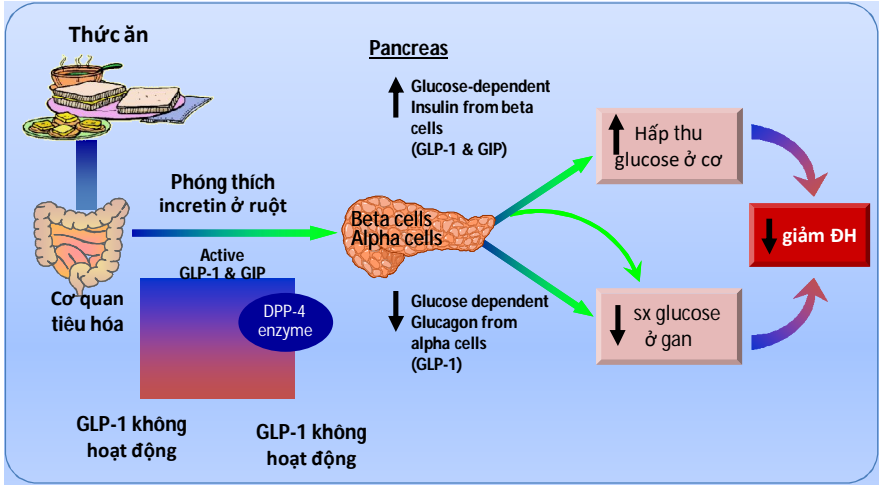 Thức ăn
Pancreas
Glucose-dependent
Insulin from beta
cells
(GLP-1 & GIP)
Hấp thu
glucose ở cơ
Phóng thích
incretin ở ruột
Beta cells
Alpha cells
giảm ĐH
Active
GLP-1 & GIP
Cơ quan
tiêu hóa
DPP-4
enzyme
Glucose dependent
Glucagon from
alpha cells
(GLP-1)
sx glucose
ở gan
GLP-1 không
hoạt động
GLP-1 không
hoạt động